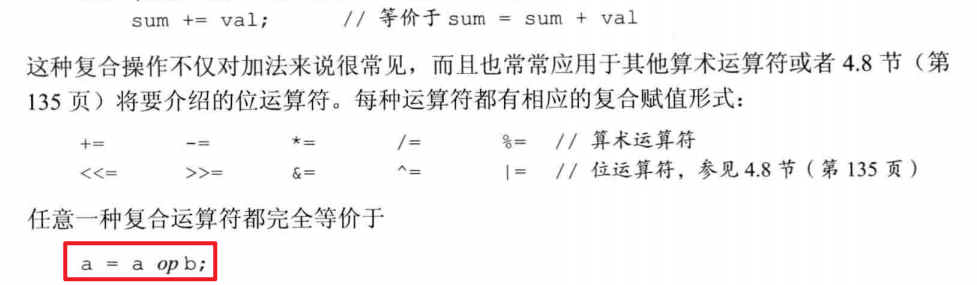 sum += val; // 等价于 sum = sum + val
这种复合操作不仅对加法来说很常见，而且也常常应用于其他算术运算符或者 4.8 节（第
135 页）将要介绍的位运算符。每种运算符都有相应的复合赋值形式：
+= -= *= /= %= // 算术运算符
<<= >>= &= ^= |= // 位运算符，参见 4.8 节（第 135 页）
任意一种复合运算符都完全等价于
a = a op b;